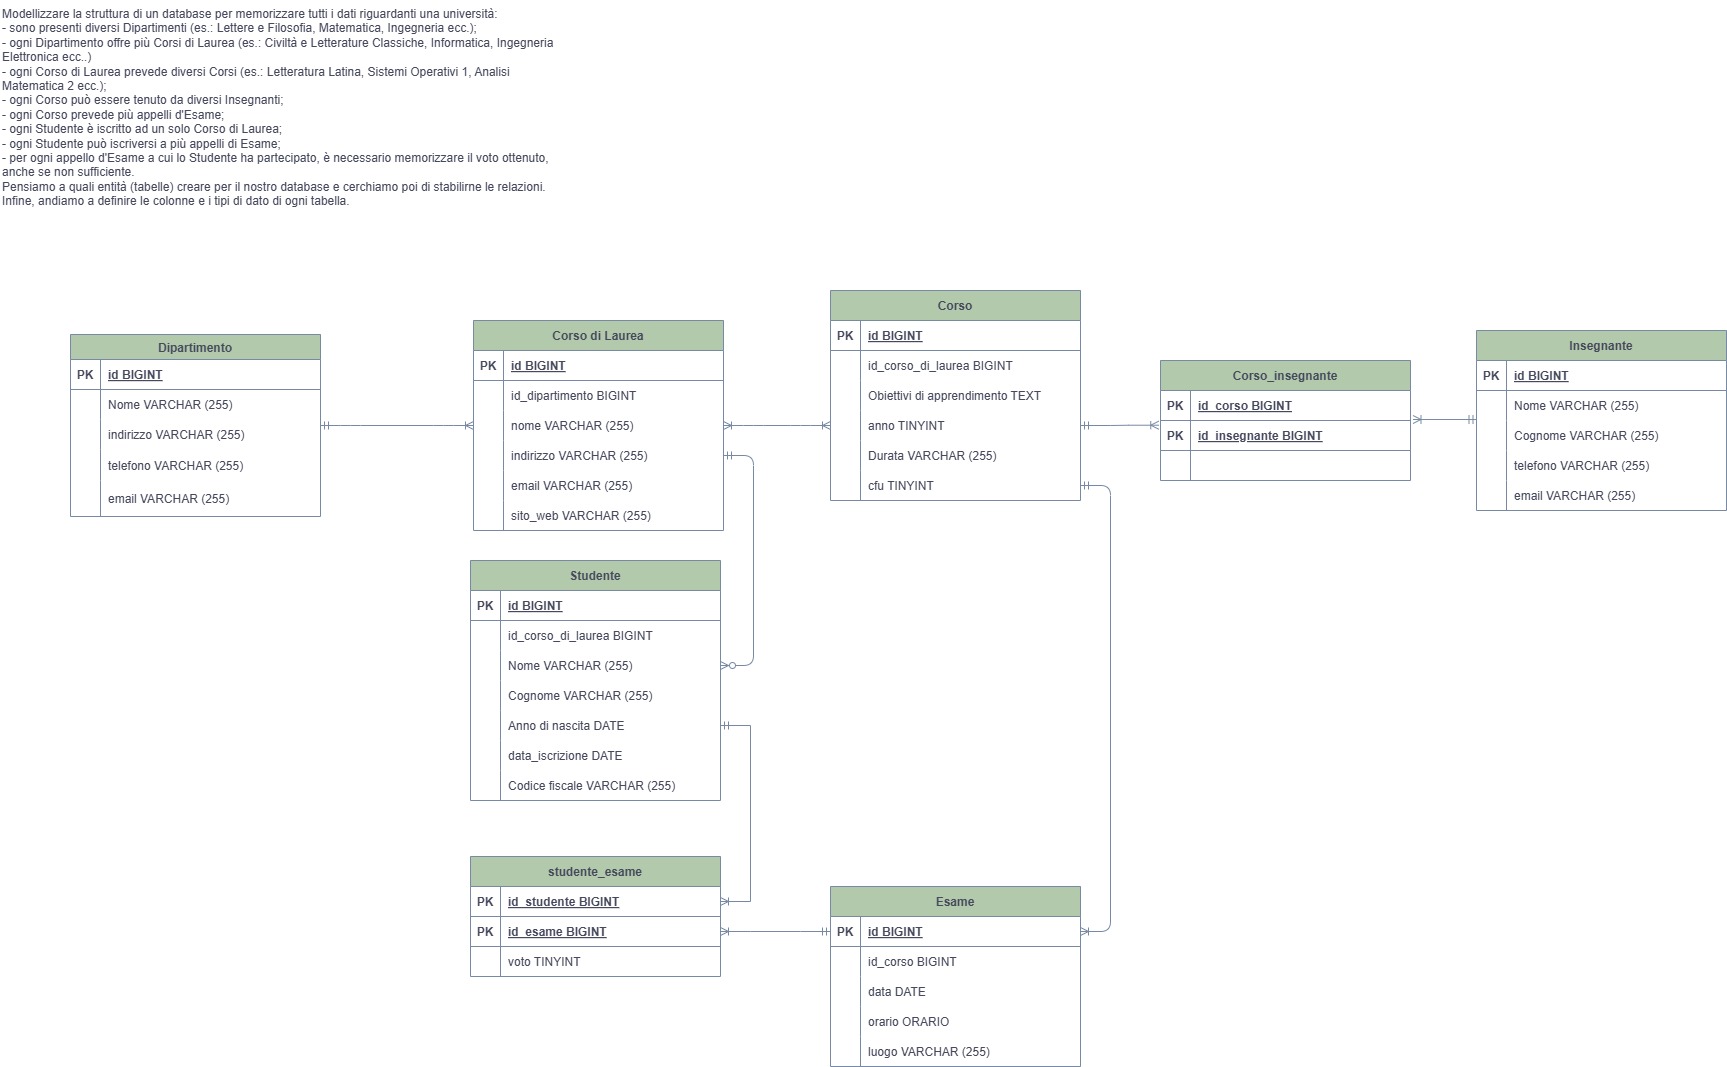 Modellizzare la struttura di un database per memorizzare tutti i dati riguardanti una università:
- sono presenti diversi Dipartimenti (es.: Lettere e Filosofia, Matematica, Ingegneria ecc.);
- ogni Dipartimento offre più Corsi di Laurea (es.: Civiltà e Letterature Classiche, Informatica, Ingegneria
Elettronica ecc..)
- ogni Corso di Laurea prevede diversi Corsi (es.: Letteratura Latina, Sistemi Operativi 1, Analisi
Matematica 2 ecc.);
- ogni Corso può essere tenuto da diversi Insegnanti;
- ogni Corso prevede più appelli d'Esame;
- ogni Studente è iscritto ad un solo Corso di Laurea;
- ogni Studente può iscriversi a più appelli di Esame;
- per ogni appello d'Esame a cui lo Studente ha partecipato, è necessario memorizzare il voto ottenuto,
anche se non sufficiente.
Pensiamo a quali entità (tabelle) creare per il nostro database e cerchiamo poi di stabilirne le relazioni.
Infine, andiamo a definire le colonne e i tipi di dato di ogni tabella.
Dipartimento
PK id BIGINT
Nome VARCHAR (255)
indirizzo VARCHAR (255)
telefono VARCHAR (255)
email VARCHAR (255)
Corso di Laurea
PK id BIGINT
id_dipartimento BIGINT
nome VARCHAR (255)
indirizzo VARCHAR (255)
email VARCHAR (255)
sito_web VARCHAR (255)
Corso
PK id BIGINT
id_corso_di_laurea BIGINT
Obiettivi di apprendimento TEXT
anno TINYINT
Durata VARCHAR (255)
cfu TINYINT
Corso_insegnante
PK id_corso BIGINT
PK id_insegnante BIGINT
Insegnante
PK id BIGINT
Nome VARCHAR (255)
Cognome VARCHAR (255)
telefono VARCHAR (255)
email VARCHAR (255)
Studente
PK id BIGINT
id_corso_di_laurea BIGINT
Nome VARCHAR (255)
Cognome VARCHAR (255)
Anno di nascita DATE
data_iscrizione DATE
Codice fiscale VARCHAR (255)
studente_esame
PK id_studente BIGINT
PK id_esame BIGINT
voto TINYINT
Esame
PK id BIGINT
id_corso BIGINT
data DATE
orario ORARIO
luogo VARCHAR (255)